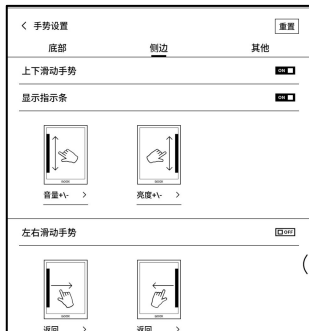 手势设置 重置
底部 侧边 其他
上下滑动手势 ON
显示指示条 ON
音量+\- 亮度+\-
左右滑动手势 OFF
返回 返回